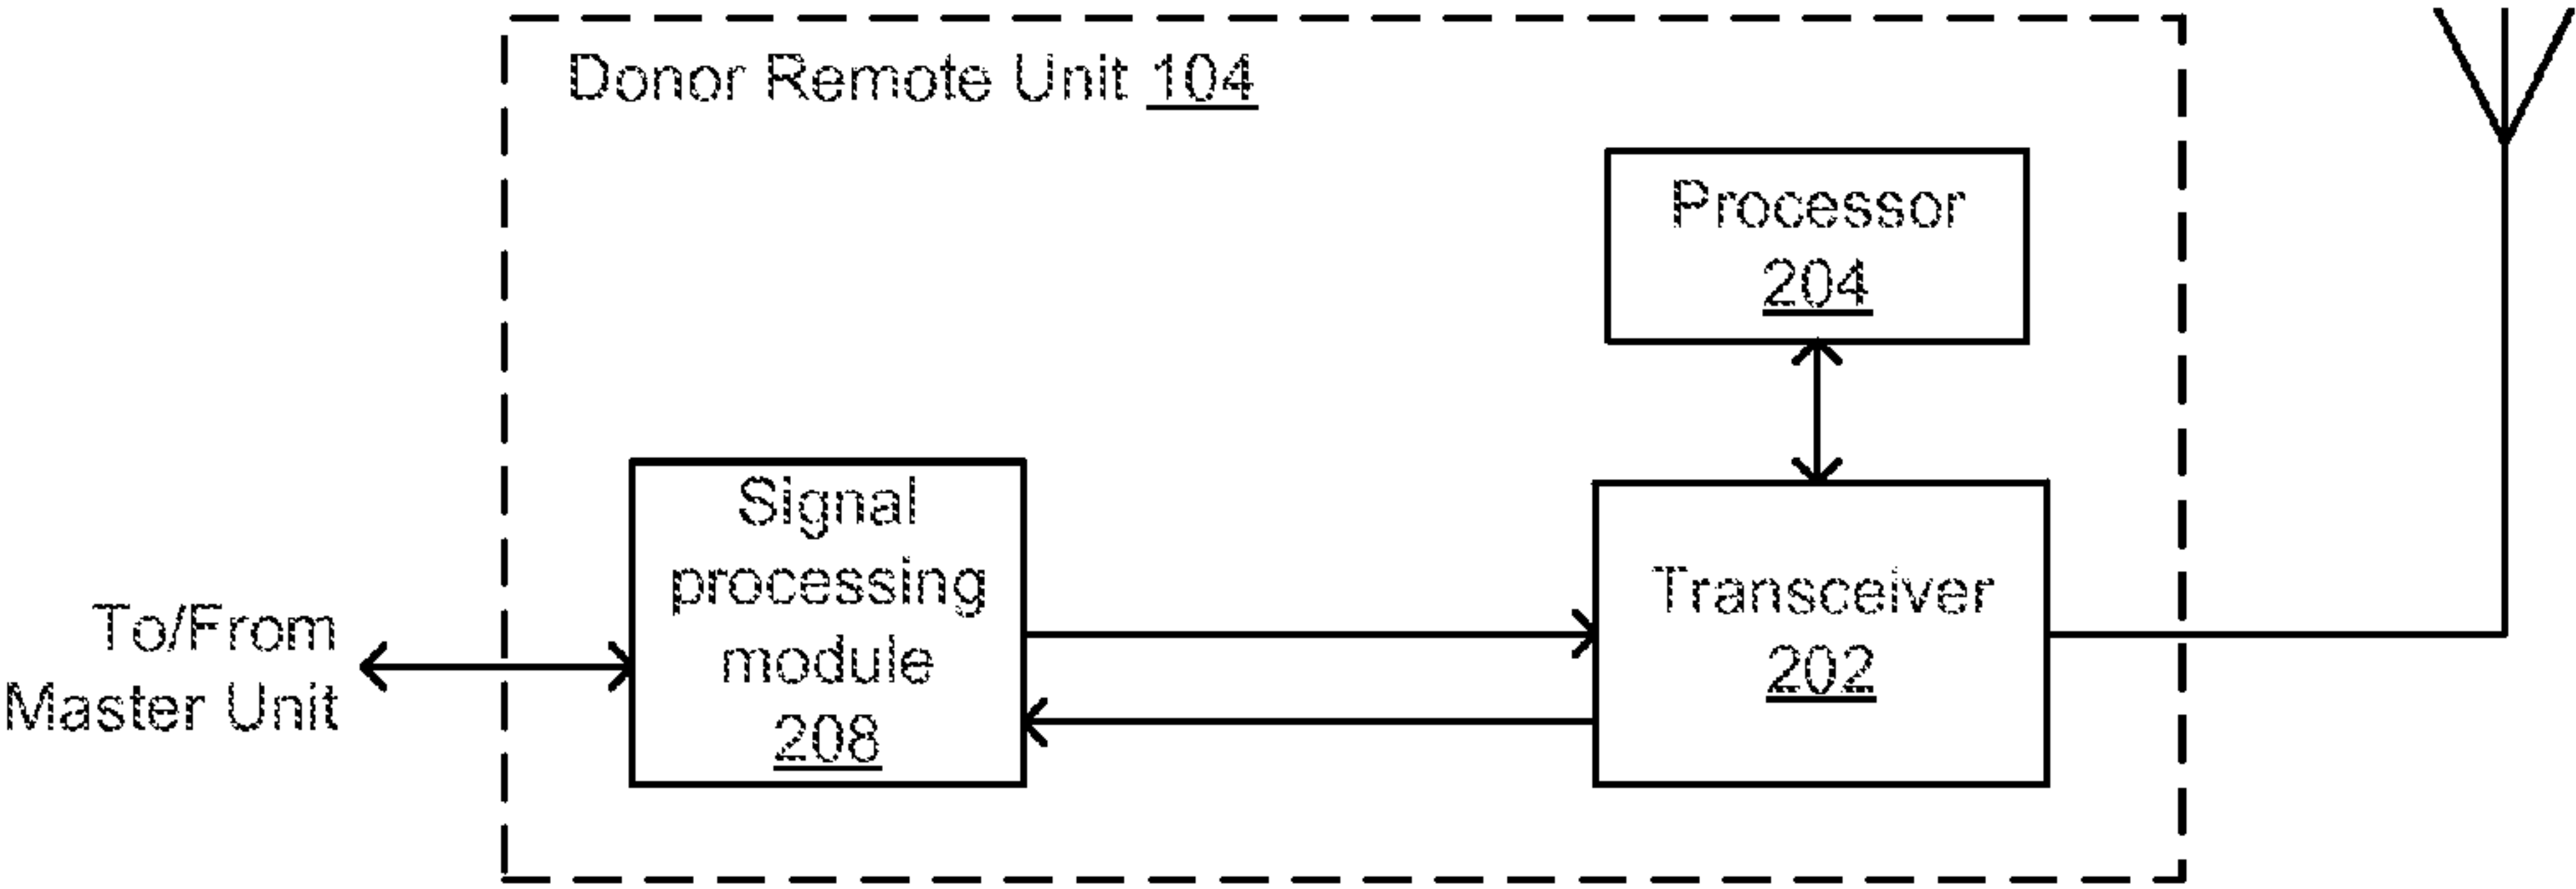 Donor Remote Unit 104
Processor
204
Signal
processing
module
208
Transceiver
202
To/From
Master Unit